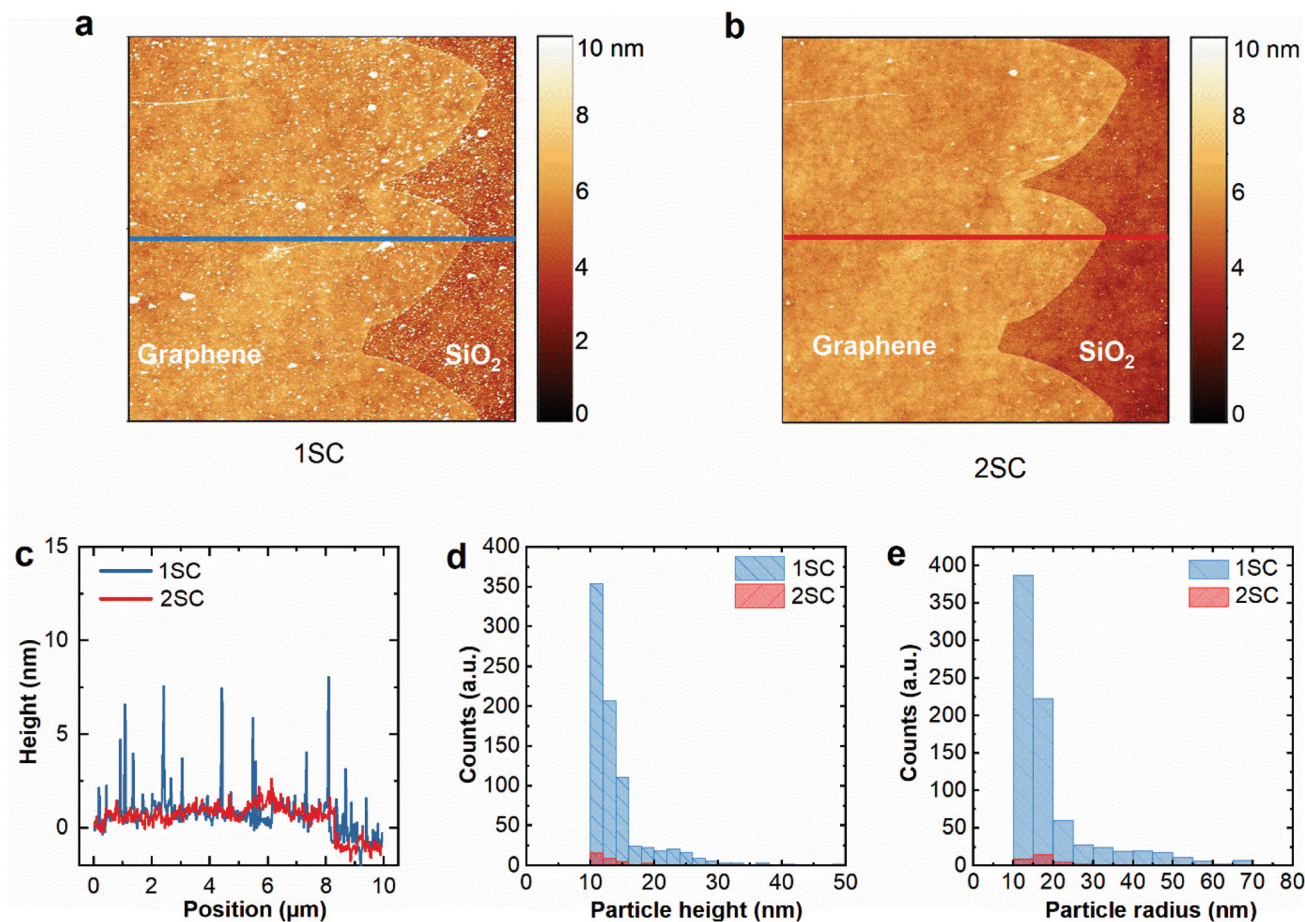 a
b
10 nm
8
6
4
2
0
Graphene
SiO₂
1SC
10 nm
8
6
4
2
0
Graphene
SiO₂
2SC
c
15
10
5
0
Height (nm)
1SC
2SC
0 2 4 6 8 10
Position (µm)
d
400
350
300
250
200
150
100
50
0
Counts (a.u.)
1SC
2SC
0 10 20 30 40 50
Particle height (nm)
e
400
350
300
250
200
150
100
50
0
Counts (a.u.)
1SC
2SC
0 10 20 30 40 50 60 70 80
Particle radius (nm)